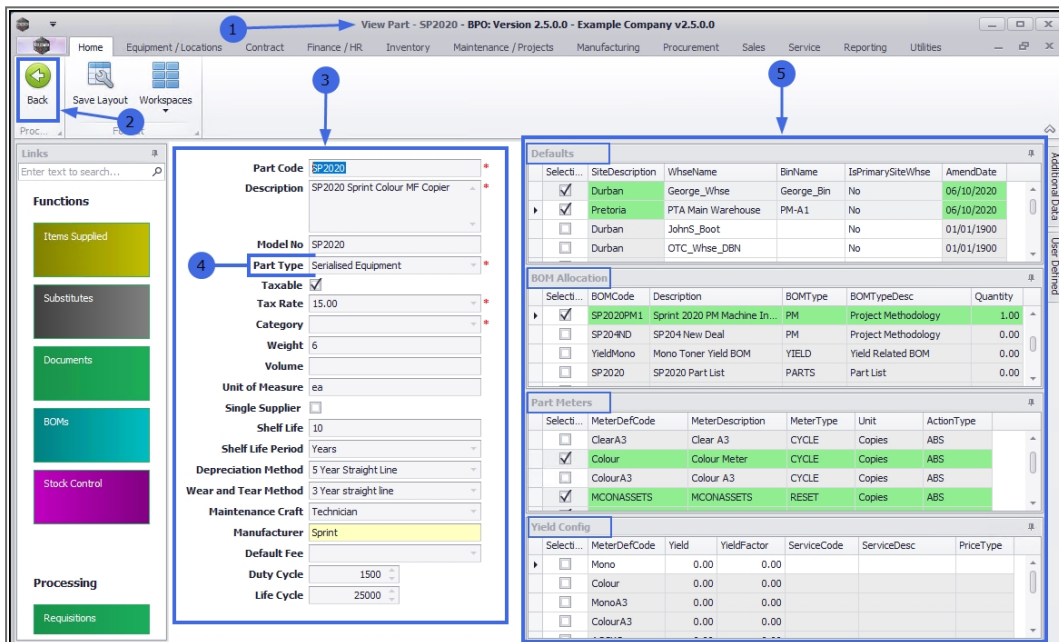 View Part - SP2020 - BPO: Version 2.5.0.0 - Example Company v2.5.0.0
1
Home Equipment / Locations Contract Finance / HR Inventory Maintenance / Projects Manufacturing Procurement Sales Service Reporting Utilities
Back Save Layout Workspaces
2
3
5
Proc...
Links
Enter text to search...
Functions
Items Supplied
Substitutes
Documents
BOMs
Stock Control
Processing
Requisitions
Part Code SP2020 *
Description SP2020 Sprint Colour MF Copier *
Model No SP2020
4
Part Type Serialised Equipment *
Taxable
Tax Rate 15.00 *
Category *
Weight 6
Volume
Unit of Measure ea
Single Supplier
Shelf Life 10
Shelf Life Period Years
Depreciation Method 5 Year Straight Line
Wear and Tear Method 3 Year straight line
Maintenance Craft Technician
Manufacturer Sprint
Default Fee
Duty Cycle 1500
Life Cycle 25000
Defaults
Selecti... SiteDescription WhseName BinName IsPrimarySiteWhse AmendDate
Durban George_Whse George_Bin No 06/10/2020
Pretoria PTA Main Warehouse PM-A1 No 06/10/2020
Durban JohnS_Boot No 01/01/1900
Durban OTC_Whse_DBN No 01/01/1900
BOM Allocation
Selecti... BOMCode Description BOMType BOMTypeDesc Quantity
SP2020PM1 Sprint 2020 PM Machine In... PM Project Methodology 1.00
SP204ND SP204 New Deal PM Project Methodology 0.00
YieldMono Mono Toner Yield BOM YIELD Yield Related BOM 0.00
SP2020 SP2020 Part List PARTS Part List 0.00
Part Meters
Selecti... MeterDefCode MeterDescription MeterType Unit ActionType
ClearA3 Clear A3 CYCLE Copies ABS
Colour Colour Meter CYCLE Copies ABS
ColourA3 Colour A3 CYCLE Copies ABS
MCONASSETS MCONASSETS RESET Copies ABS
Yield Config
Selecti... MeterDefCode Yield YieldFactor ServiceCode ServiceDesc PriceType
Mono 0.00 0.00
Colour 0.00 0.00
MonoA3 0.00 0.00
ColourA3 0.00 0.00
Additional Data
User Defined